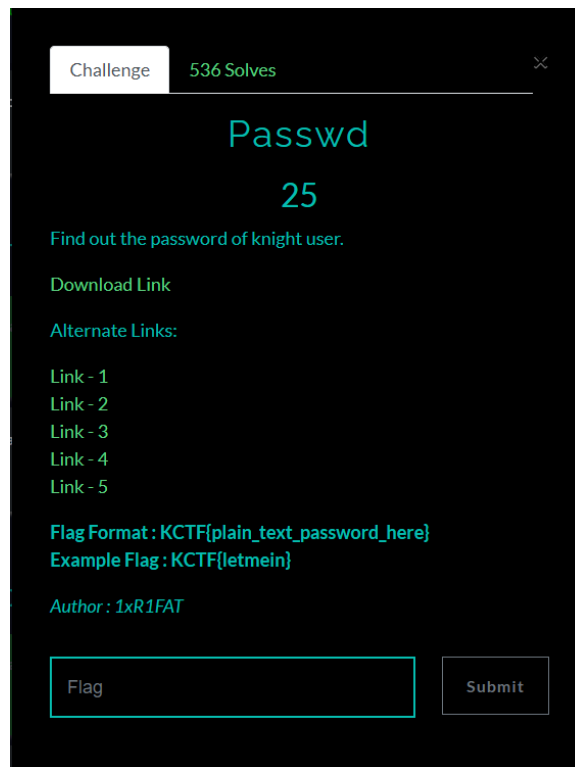 Challenge
536 Solves
Passwd
25
Find out the password of knight user.
Download Link
Alternate Links:
Link - 1
Link - 2
Link - 3
Link - 4
Link - 5
Flag Format : KCTF{plain_text_password_here}
Example Flag : KCTF{letmein}
Author : 1xR1FAT
Flag
Submit